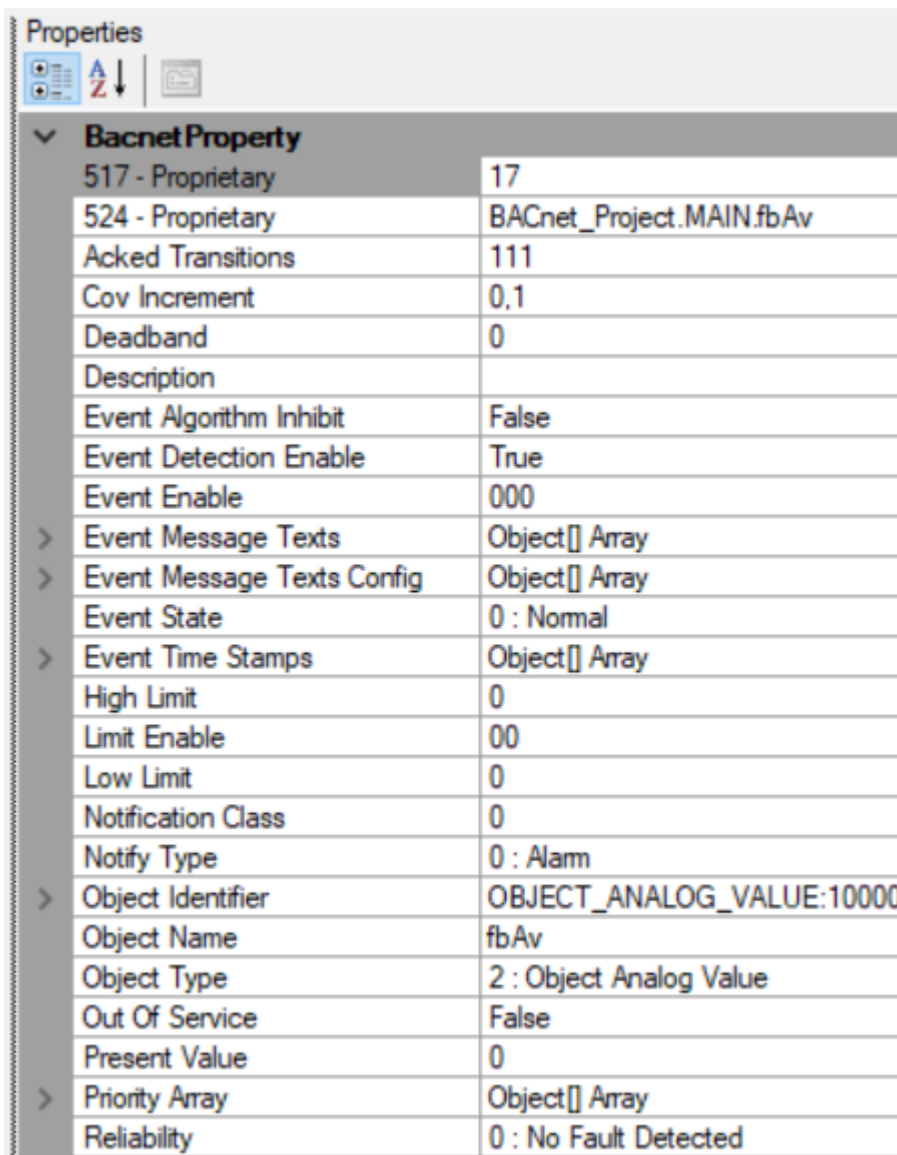 Properties
BacnetProperty
517 - Proprietary 17
524 - Proprietary BACnet_Project.MAIN.fbAv
Acked Transitions 111
Cov Increment 0,1
Deadband 0
Description
Event Algorithm Inhibit False
Event Detection Enable True
Event Enable 000
Event Message Texts Object[] Array
Event Message Texts Config Object[] Array
Event State 0 : Normal
Event Time Stamps Object[] Array
High Limit 0
Limit Enable 00
Low Limit 0
Notification Class 0
Notify Type 0 : Alarm
Object Identifier OBJECT_ANALOG_VALUE:10000
Object Name fbAv
Object Type 2 : Object Analog Value
Out Of Service False
Present Value 0
Priority Array Object[] Array
Reliability 0 : No Fault Detected